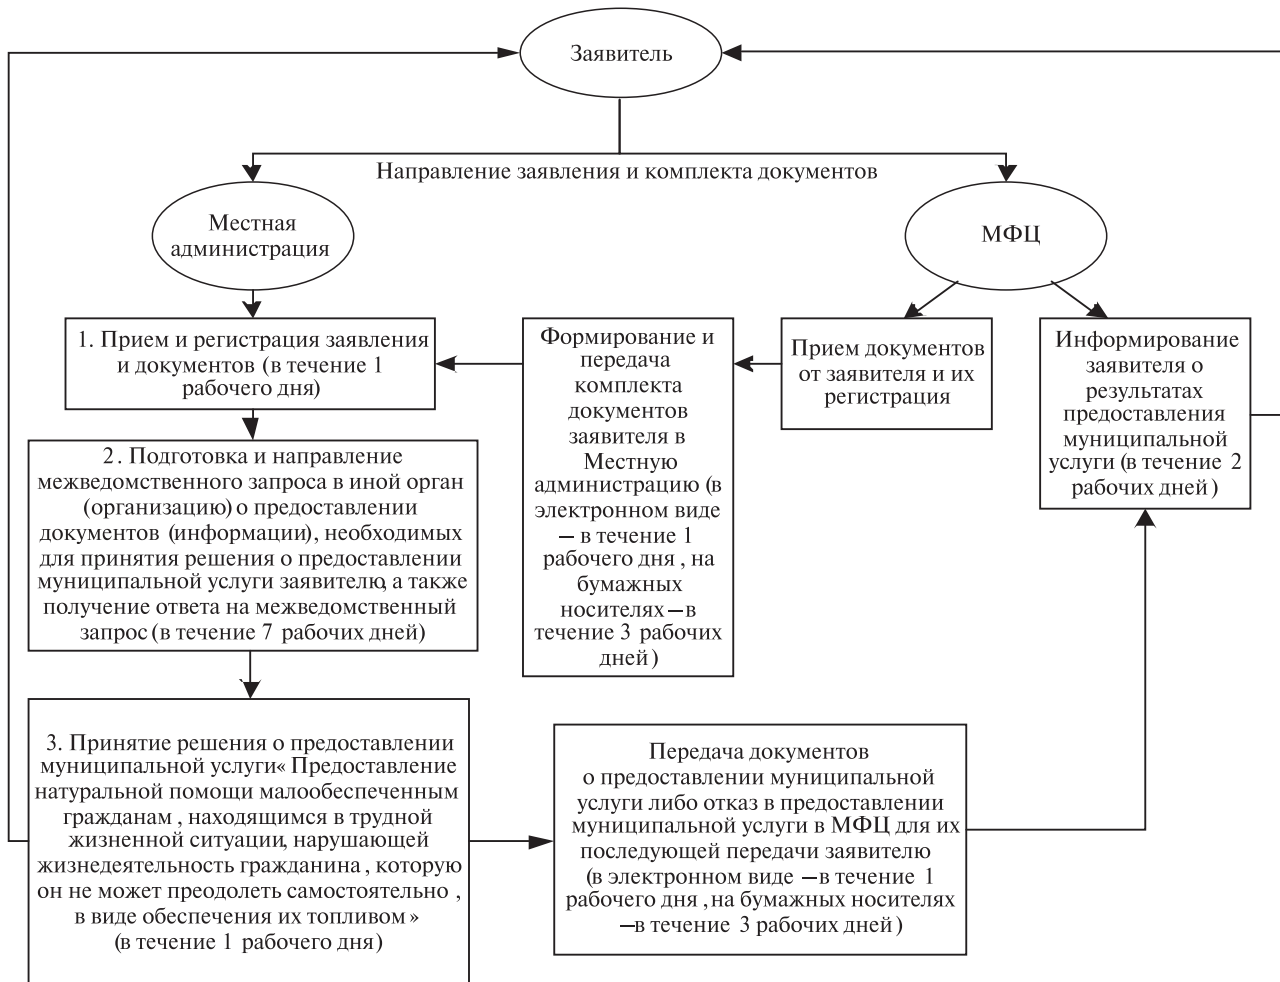 Заявитель
Направление заявления и комплекта документов
Местная
администрация
МФЦ
1. Прием и регистрация заявления
и документов (в течение 1
рабочего дня)
Формирование и
передача
комплекта
документов
заявителя в
Местную
администрацию (в
электронном виде
– в течение 1
рабочего дня , на
бумажных
носителях – в
течение 3 рабочих
дней )
Прием документов
от заявителя и их
регистрация
Информирование
заявителя о
результатах
предоставления
муниципальной
услуги (в течение 2
рабочих дней )
2 . Подготовка и направление
межведомственного запроса в иной орган
(организацию) о предоставлении
документов (информации), необходимых
для принятия решения о предоставлении
муниципальной услуги заявителю, а также
получение ответа на межведомственный
запрос (в течение 7 рабочих дней )
3. Принятие решения о предоставлении
муниципальной услуги « Предоставление
натуральной помощи малообеспеченным
гражданам , находящимся в трудной
жизненной ситуации, нарушающей
жизнедеятельность гражданина , которую
он не может преодолеть самостоятельно ,
в виде обеспечения их топливом »
(в течение 1 рабочего дня )
Передача документов
о предоставлении муниципальной
услуги либо отказ в предоставлении
муниципальной услуги в МФЦ для их
последующей передачи заявителю
(в электронном виде – в течение 1
рабочего дня , на бумажных носителях
– в течение 3 рабочих дней )